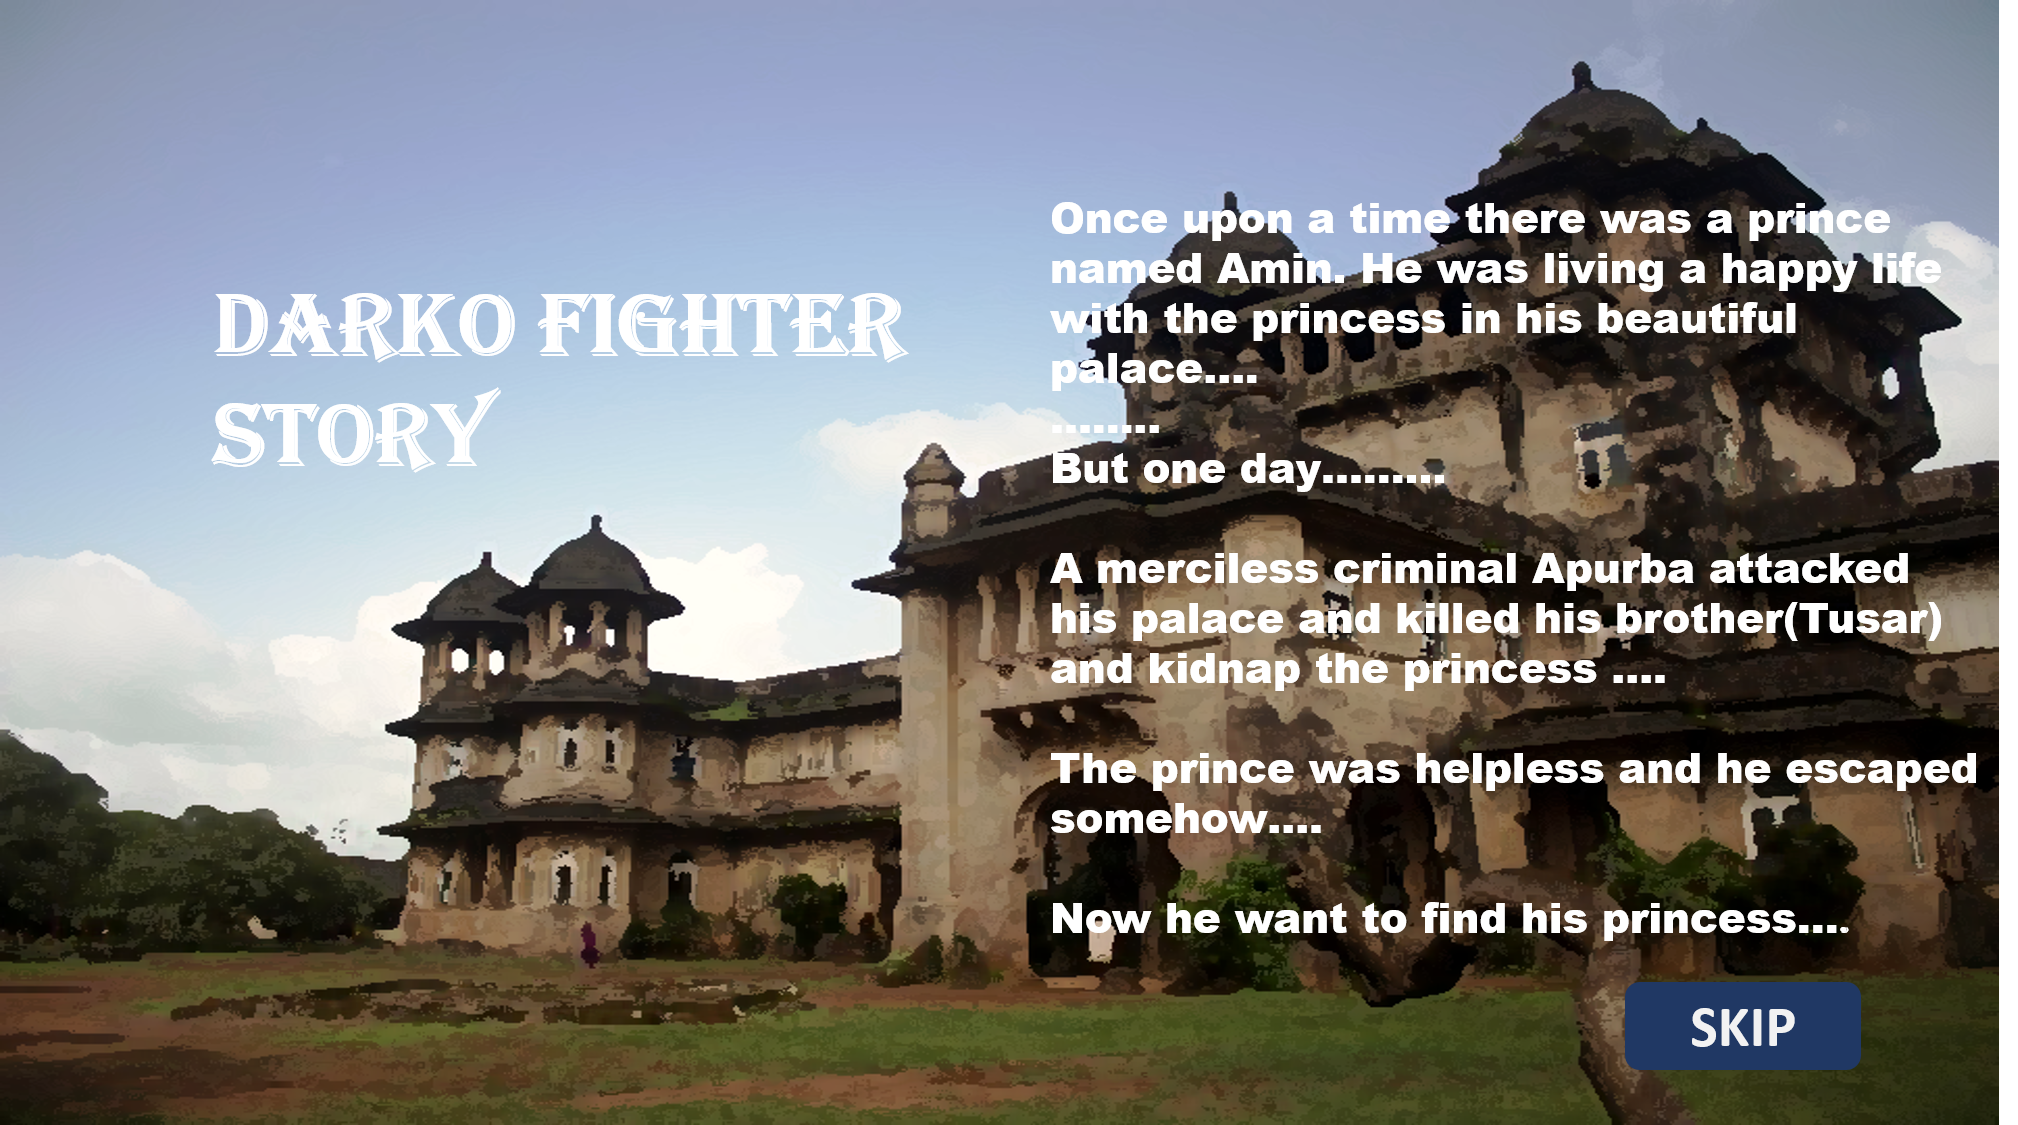 DARKO FIGHTER
STORY
Once upon a time there was a prince
named Amin. He was living a happy life
with the princess in his beautiful
palace....
........
But one day.........
A merciless criminal Apurba attacked
his palace and killed his brother(Tusar)
and kidnap the princess ....
The prince was helpless and he escaped
somehow....
Now he want to find his princess....
SKIP